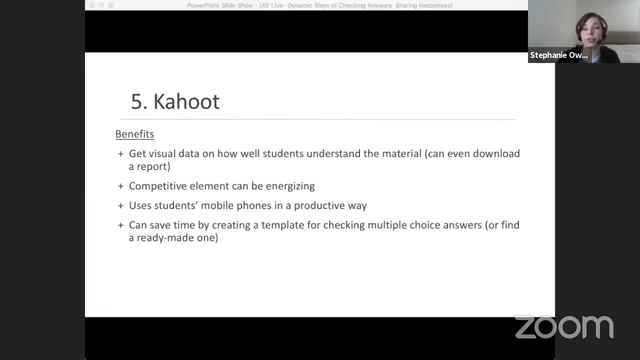 PowerPoint Slide Show - [AE Live- Dynamic Ways of Checking Answers Sharing Responses]
Stephanie Ow...
5. Kahoot
Benefits
+ Get visual data on how well students understand the material (can even download
a report)
+ Competitive element can be energizing
+ Uses students' mobile phones in a productive way
+ Can save time by creating a template for checking multiple choice answers (or find
a ready-made one)
zoom